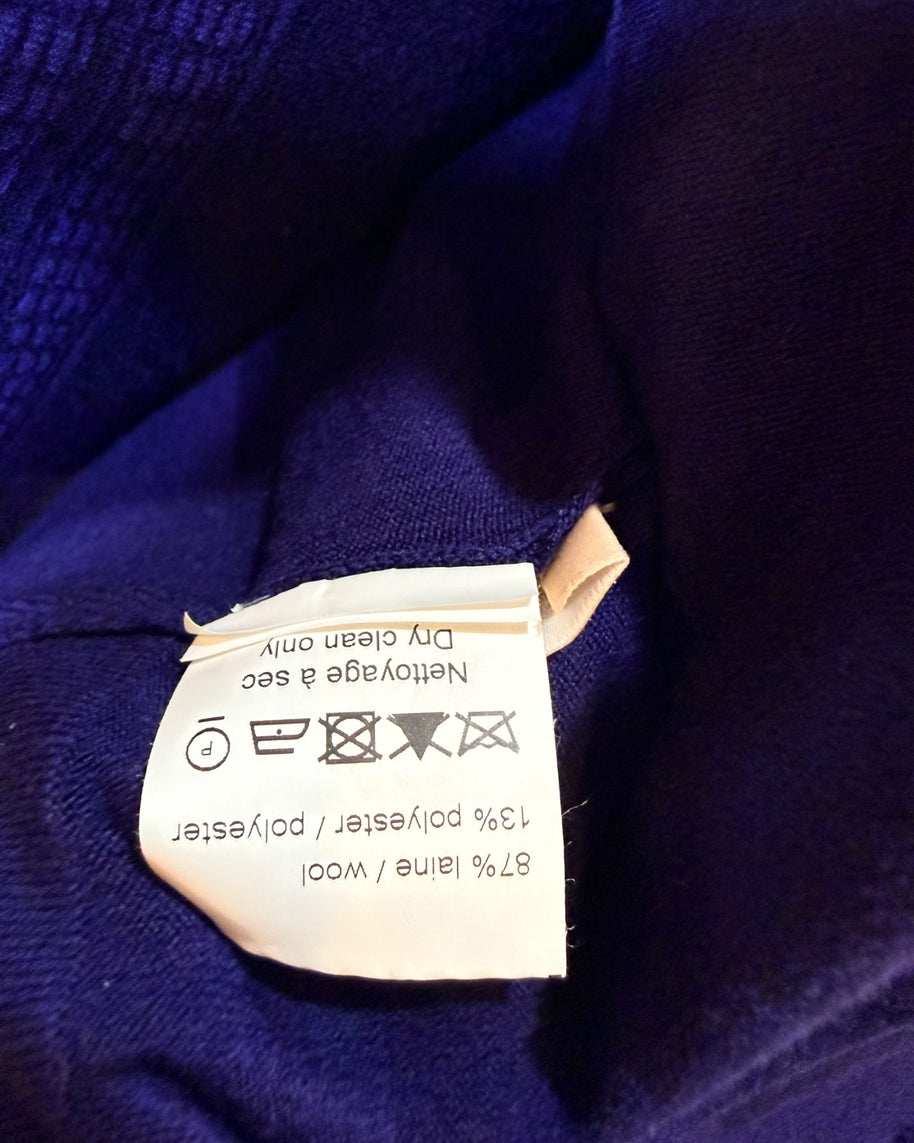 87% laine / wool
13% polyester / polyester
P
Nettoyage à sec
Dry clean only